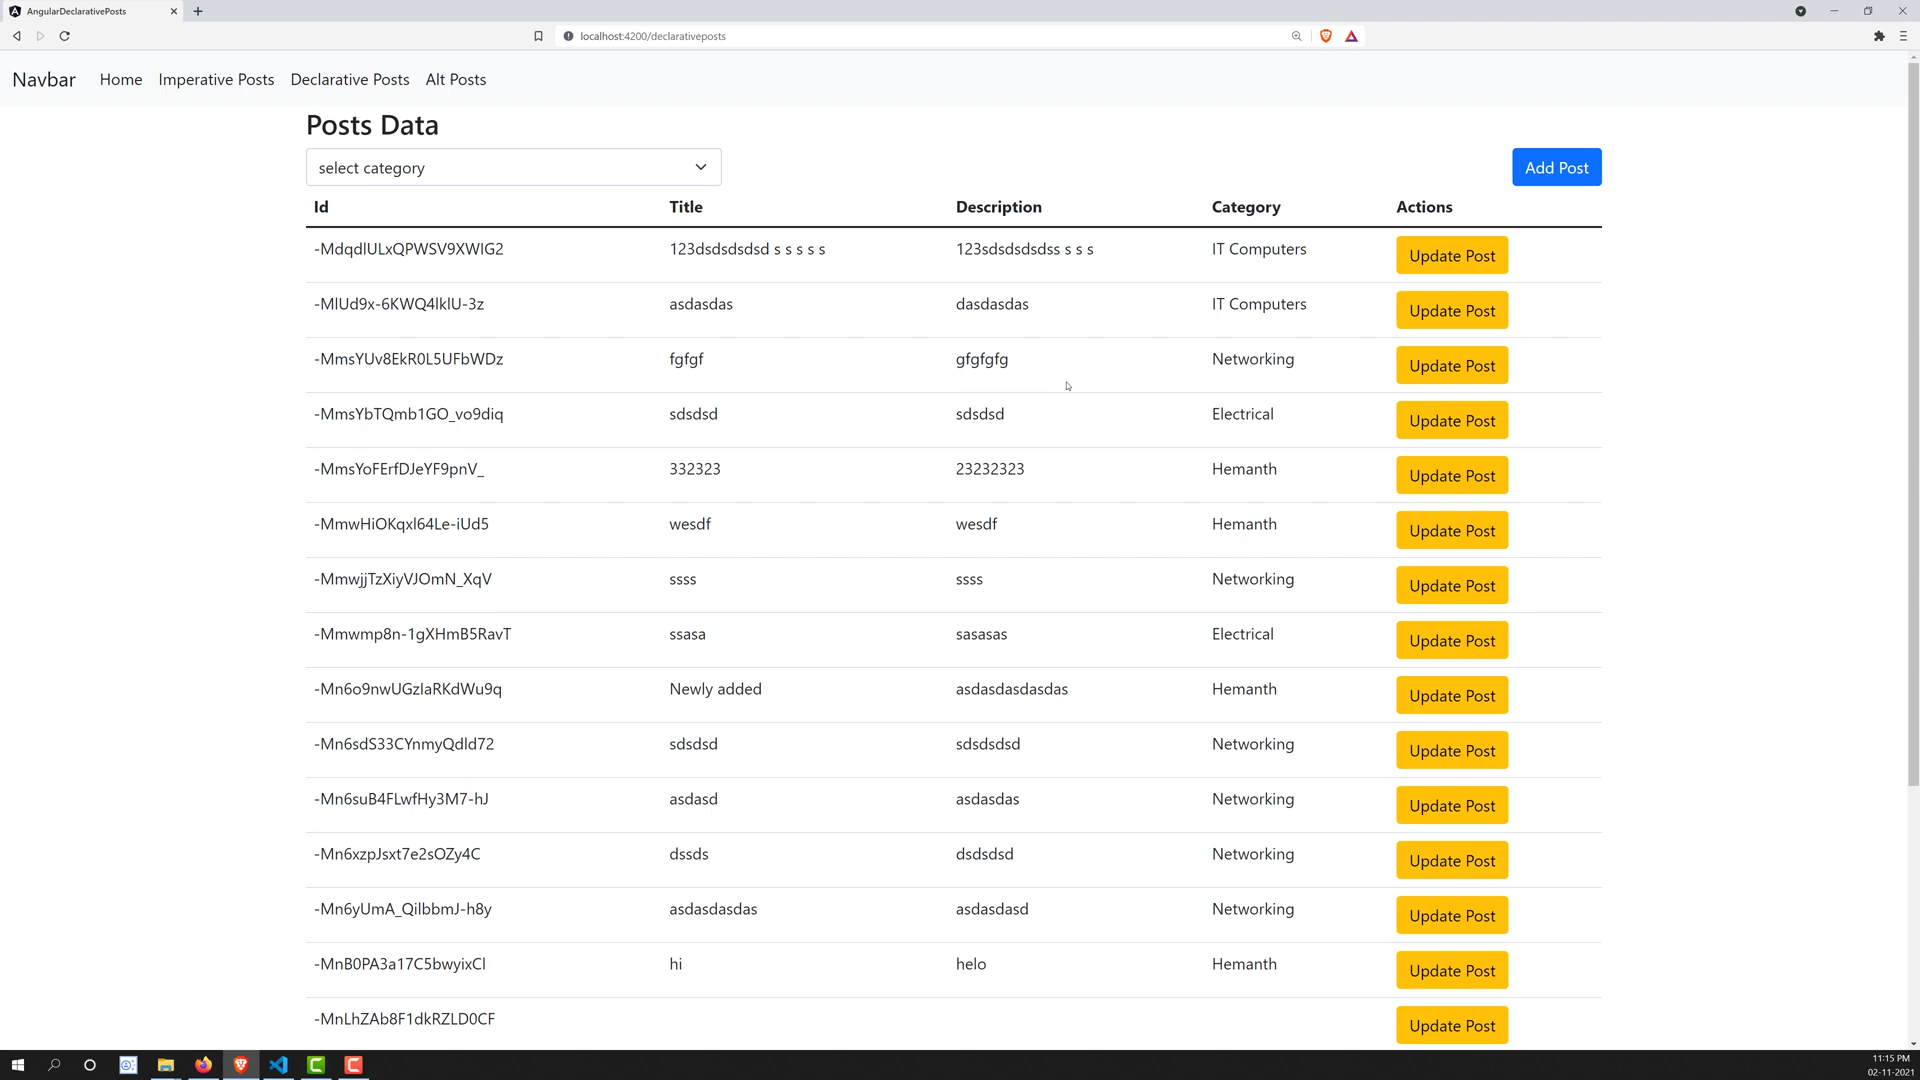 AngularDeclarativePosts
localhost:4200/declarativeposts
Navbar Home Imperative Posts Declarative Posts Alt Posts
Posts Data
select category
Add Post
Id Title Description Category Actions
-MdqdlULxQPWSV9XWIG2 123dsdsdsdsd s s s s s 123sdsdsdsdss s s s IT Computers Update Post
-MlUd9x-6KWQ4lklU-3z asdasdas dasdasdas IT Computers Update Post
-MmsYUv8EkR0L5UFbWDz fgfgf gfgfgfg Networking Update Post
-MmsYbTQmb1GO_vo9diq sdsdsd sdsdsd Electrical Update Post
-MmsYoFErfDJeYF9pnV_ 332323 23232323 Hemanth Update Post
-MmwHiOKqxl64Le-iUd5 wesdf wesdf Hemanth Update Post
-MmwjjTzXiyVJOmN_XqV ssss ssss Networking Update Post
-Mmwmp8n-1gXHmB5RavT ssasa sasasas Electrical Update Post
-Mn6o9nwUGzlaRKdWu9q Newly added asdasdasdasdas Hemanth Update Post
-Mn6sdS33CYnmyQdld72 sdsdsd sdsdsdsd Networking Update Post
-Mn6suB4FLwfHy3M7-hJ asdasd asdasdas Networking Update Post
-Mn6xzpJsxt7e2sOZy4C dssds dsdsdsd Networking Update Post
-Mn6yUmA_QilbbmJ-h8y asdasdasdas asdasdasd Networking Update Post
-MnB0PA3a17C5bwyixCl hi helo Hemanth Update Post
-MnLhZAb8F1dkRZLD0CF Update Post
11:15 PM
02-11-2021